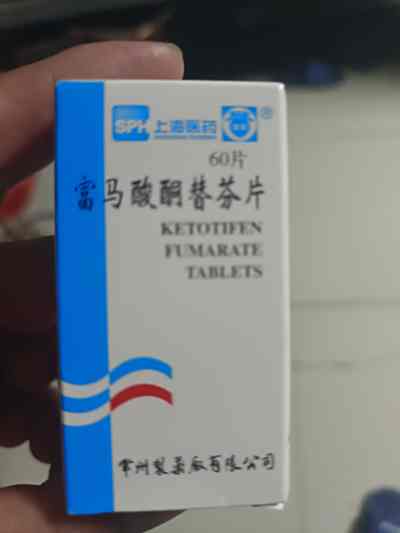 SPH 上海医药 ®
60片
富马酸酮替芬片
KETOTIFEN
FUMARATE
TABLETS
常州制药厂有限公司